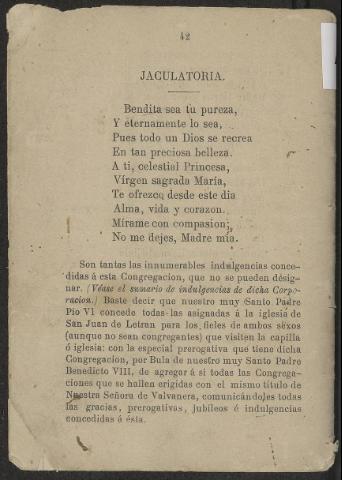 42
JACULATORIA.
Bendita sea tu pureza,
Y éternamente lo sea,
Pues todo un Dios se recrea
En tan preciosa belleza.
A ti, celestial Princesa,
Vírgen sagrada María,
Te ofrezco desde este dia
Alma, vida y corazon.
Mírame con compasion;
No me dejes, Madre mia.
Son tantas las innumerables indulgencias conce-
didas á esta Congregacion, que no se pueden désig-
nar. (Véase el sumario de indulgencias de dicha Corpo-
racion.) Baste decir que nuestro muy Santo Padre
Pio VI concede todas las asignadas á la iglesia de
San Juan de Letran para los fieles de ambos sexos
(aunque no sean congregantes) que visiten la capilla
ó iglesia: con la especial prerogativa que tiene dicha
Congregacion, por Bula de nuestro muy Santo Padre
Benedicto VIII, de agregar á si todas las Congrega-
ciones que se hallen erigidas con el mismo título de
Nuestra Señora de Valvanera, comunicándoles todas
las gracias, prerogativas, jubileos é indulgencias
concedidas á ésta.